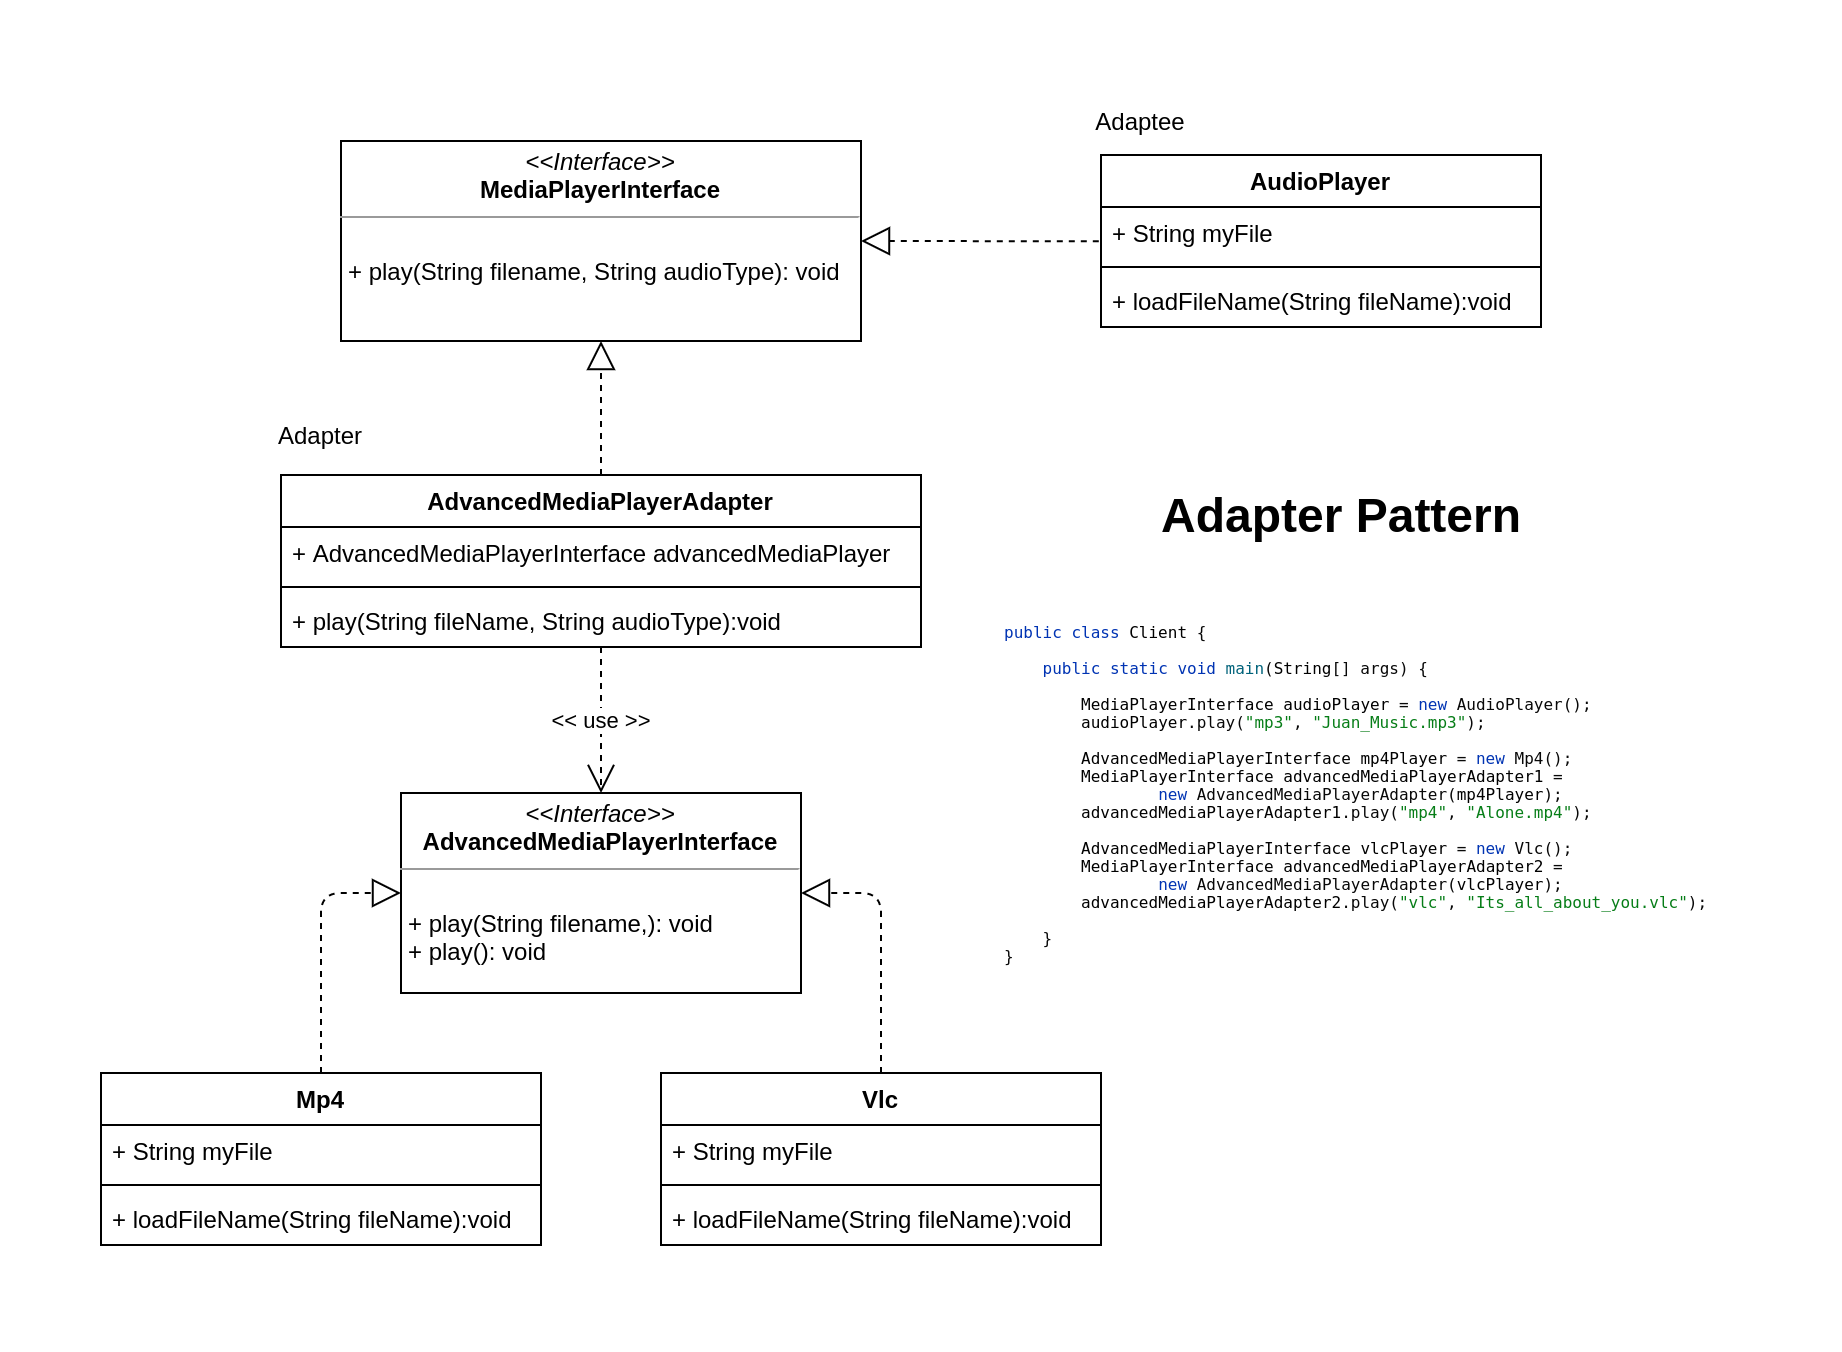 Adaptee
<<Interface>>
MediaPlayerInterface
+ play(String filename, String audioType): void
AudioPlayer
+ String myFile
+ loadFileName(String fileName):void
Adapter
AdvancedMediaPlayerAdapter
+ AdvancedMediaPlayerInterface advancedMediaPlayer
+ play(String fileName, String audioType):void
<< use >>
<<Interface>>
AdvancedMediaPlayerInterface
+ play(String filename,): void
+ play(): void
Mp4
+ String myFile
+ loadFileName(String fileName):void
Vlc
+ String myFile
+ loadFileName(String fileName):void
Adapter Pattern
public class Client {
    public static void main(String[] args) {
        MediaPlayerInterface audioPlayer = new AudioPlayer();
        audioPlayer.play("mp3", "Juan_Music.mp3");
        AdvancedMediaPlayerInterface mp4Player = new Mp4();
        MediaPlayerInterface advancedMediaPlayerAdapter1 =
                new AdvancedMediaPlayerAdapter(mp4Player);
        advancedMediaPlayerAdapter1.play("mp4", "Alone.mp4");
        AdvancedMediaPlayerInterface vlcPlayer = new Vlc();
        MediaPlayerInterface advancedMediaPlayerAdapter2 =
                new AdvancedMediaPlayerAdapter(vlcPlayer);
        advancedMediaPlayerAdapter2.play("vlc", "Its_all_about_you.vlc");
    }
}